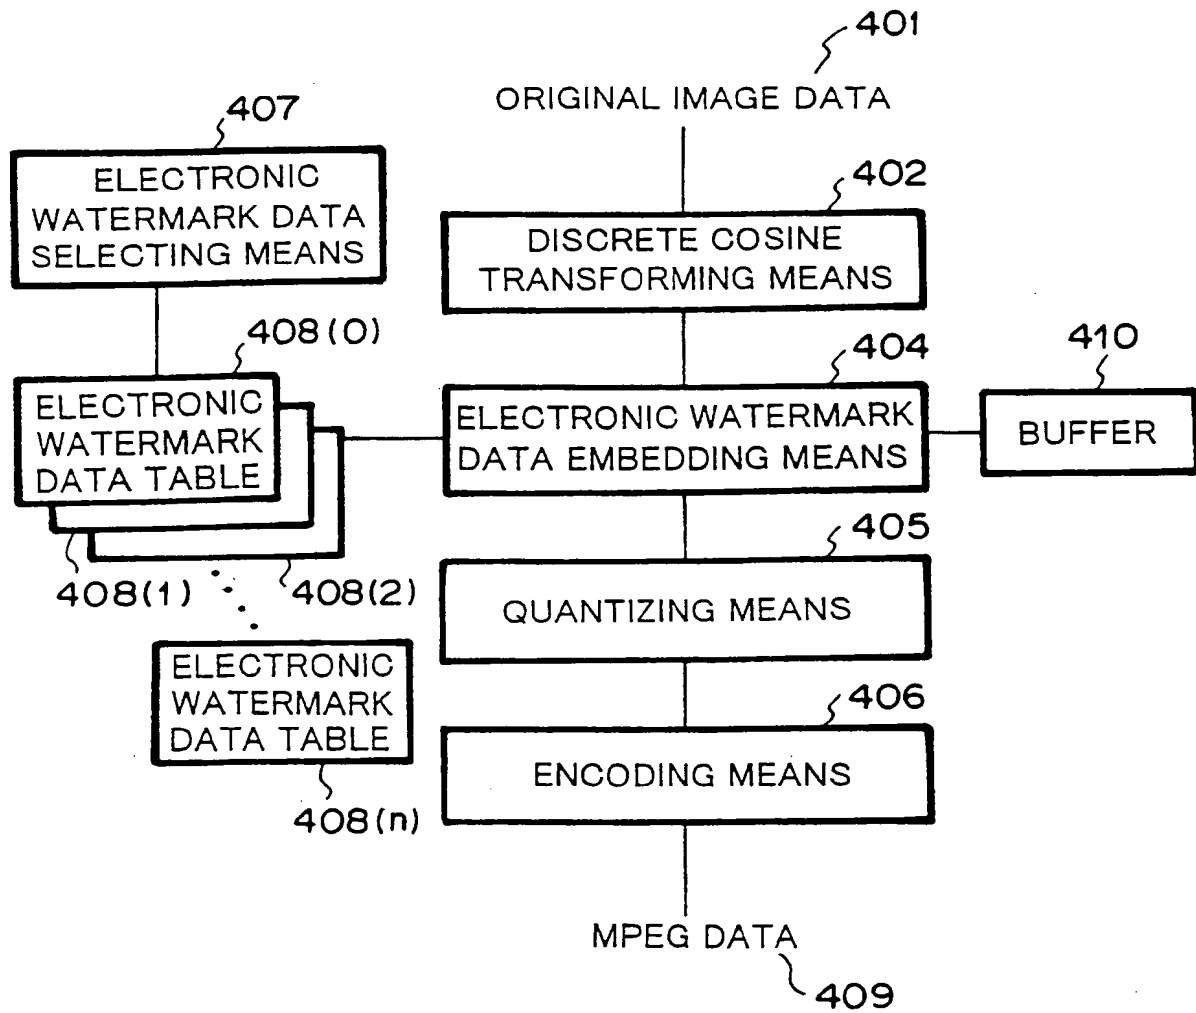 401
ORIGINAL IMAGE DATA
407
ELECTRONIC
WATERMARK DATA
SELECTING MEANS
402
DISCRETE COSINE
TRANSFORMING MEANS
408(0)
ELECTRONIC
WATERMARK
DATA TABLE
404
ELECTRONIC WATERMARK
DATA EMBEDDING MEANS
410
BUFFER
408(1)
408(2)
405
QUANTIZING MEANS
ELECTRONIC
WATERMARK
DATA TABLE
408(n)
406
ENCODING MEANS
MPEG DATA
409